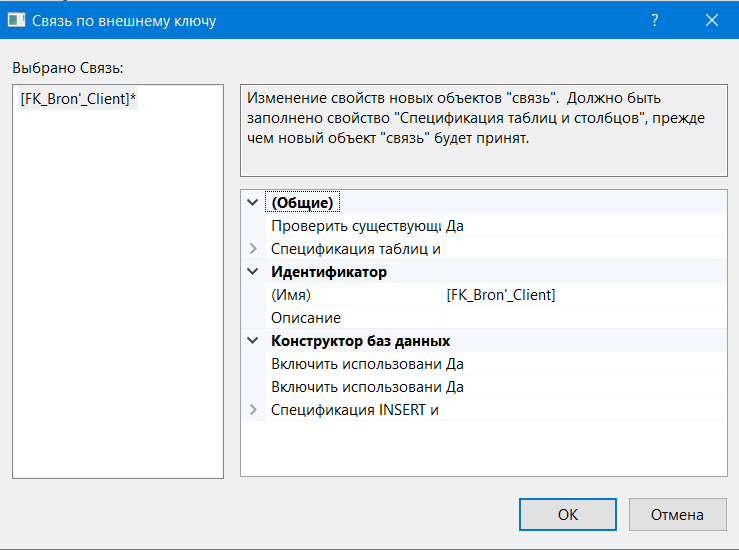 Связь по внешнему ключу
Выбрано Связь:
[FK_Bron'_Client]*
Изменение свойств новых объектов "связь". Должно быть
заполнено свойство "Спецификация таблиц и столбцов", прежде
чем новый объект "связь" будет принят.
(Общие)
Проверить существующи Да
Спецификация таблиц и
Идентификатор
(Имя) [FK_Bron'_Client]
Описание
Конструктор баз данных
Включить использовани Да
Включить использовани Да
Спецификация INSERT и
ОК Отмена